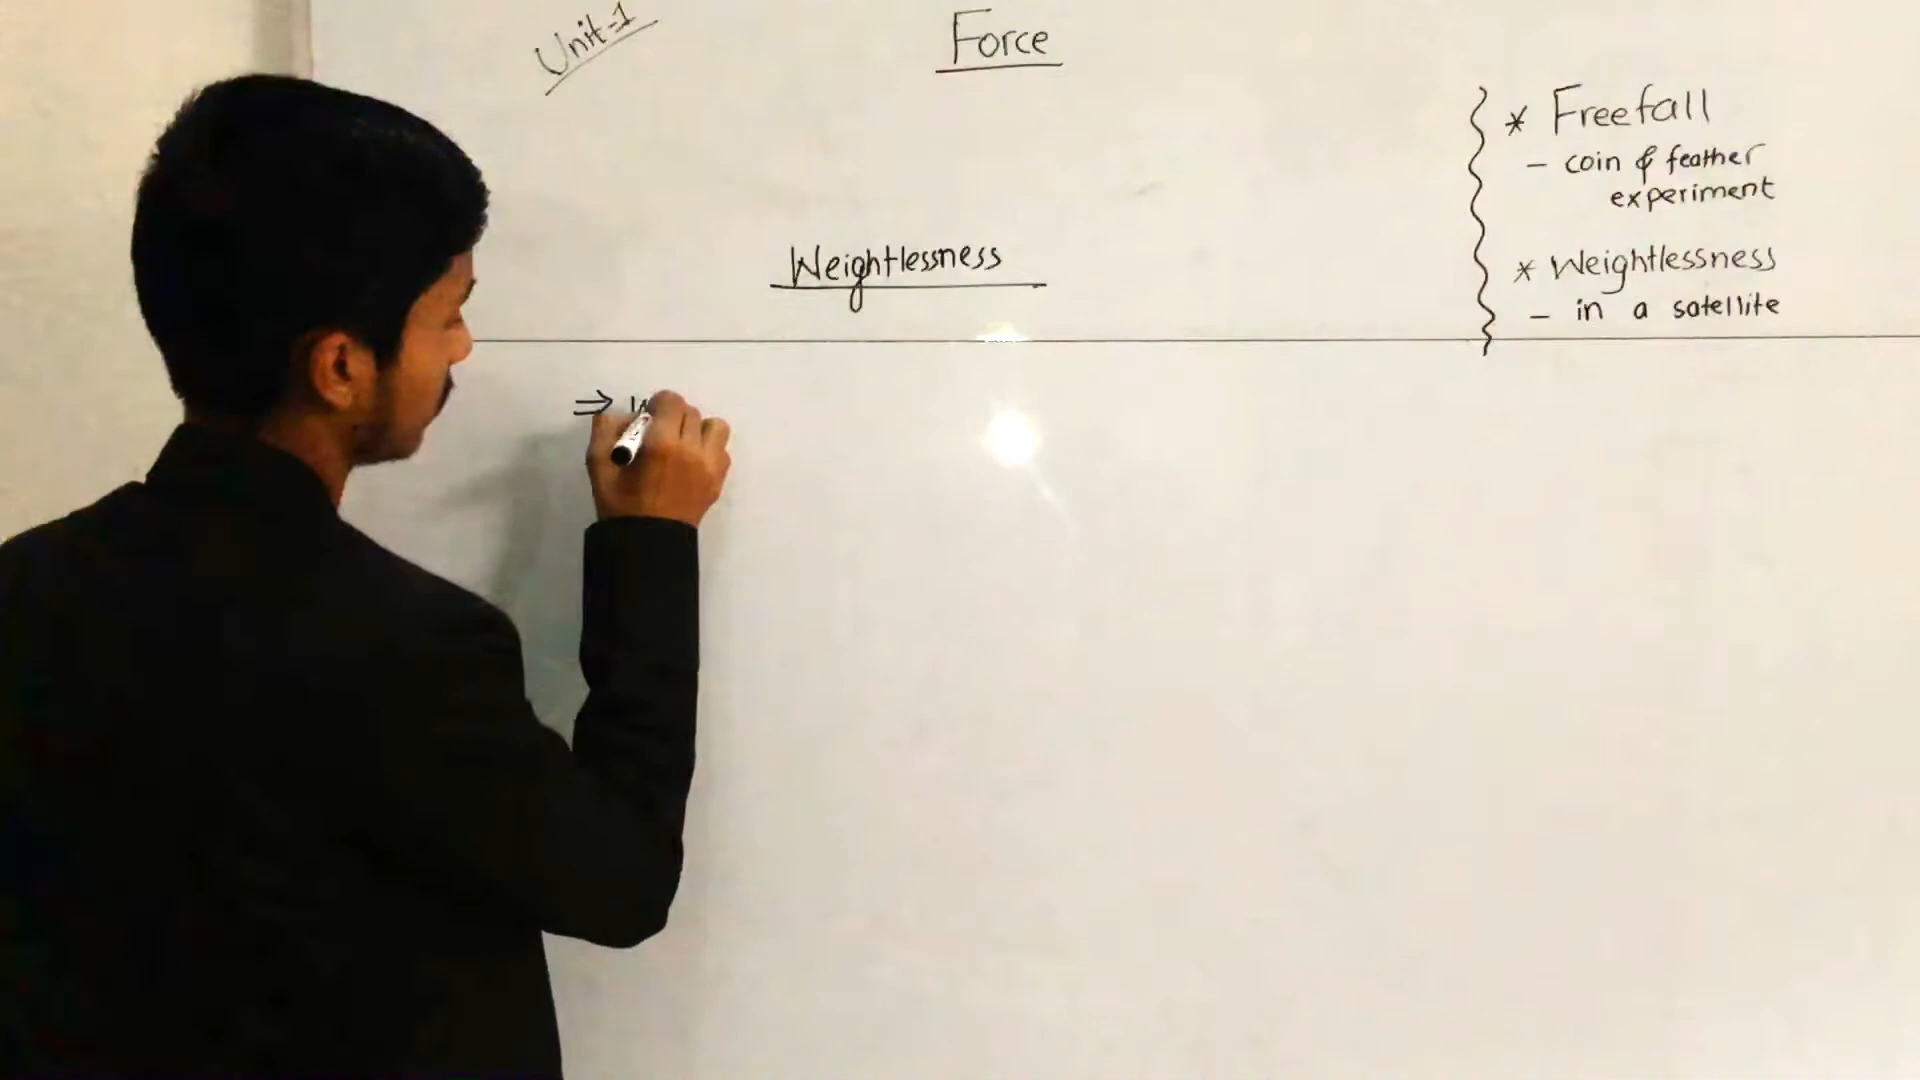 Unit-1
Force
Weightlessness
⇒
* Freefall
- coin & feather
experiment
* Weightlessness
- in a satellite